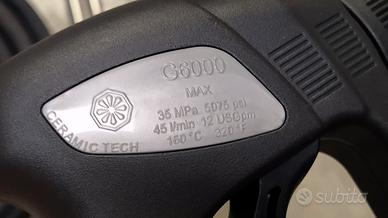 G6000
MAX
35 MPa 5075 psi
45 l/min 12 USGpm
160 °C 320 °F
CERAMIC TECH
subito